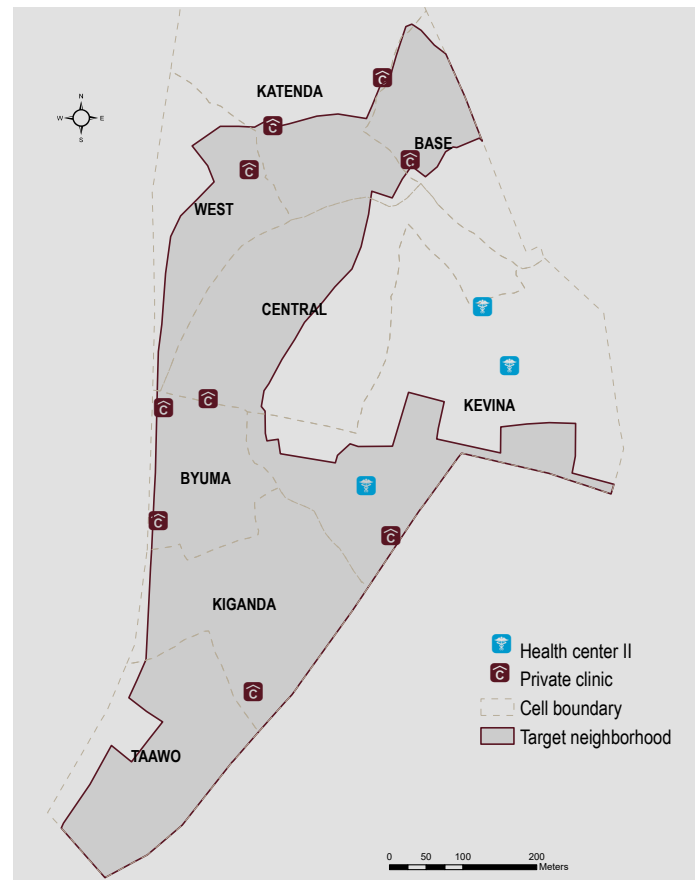 KATENDA
N
W E
S
BASE
WEST
CENTRAL
KEVINA
BYUMA
KIGANDA
Health center II
C Private clinic
Cell boundary
Target neighborhood
TAAWO
0 50 100 200
Meters